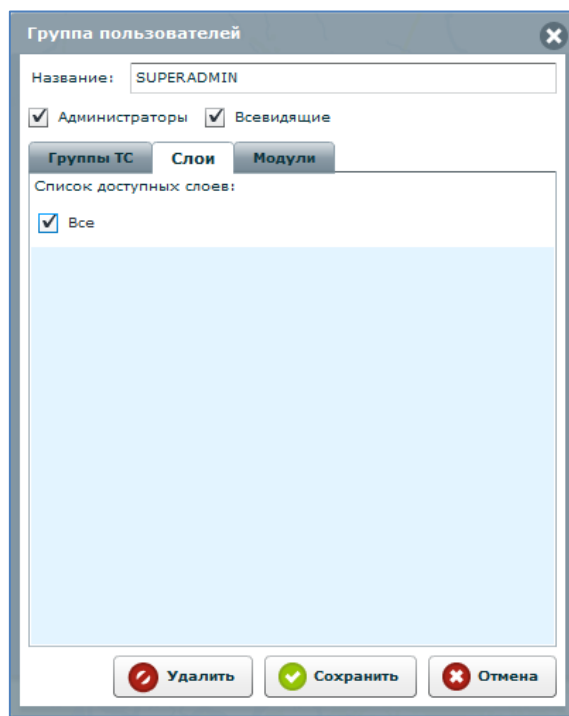 Группа пользователей
Название: SUPERADMIN
Администраторы Всевидящие
Группы ТС Слои Модули
Список доступных слоев:
Все
Удалить Сохранить Отмена